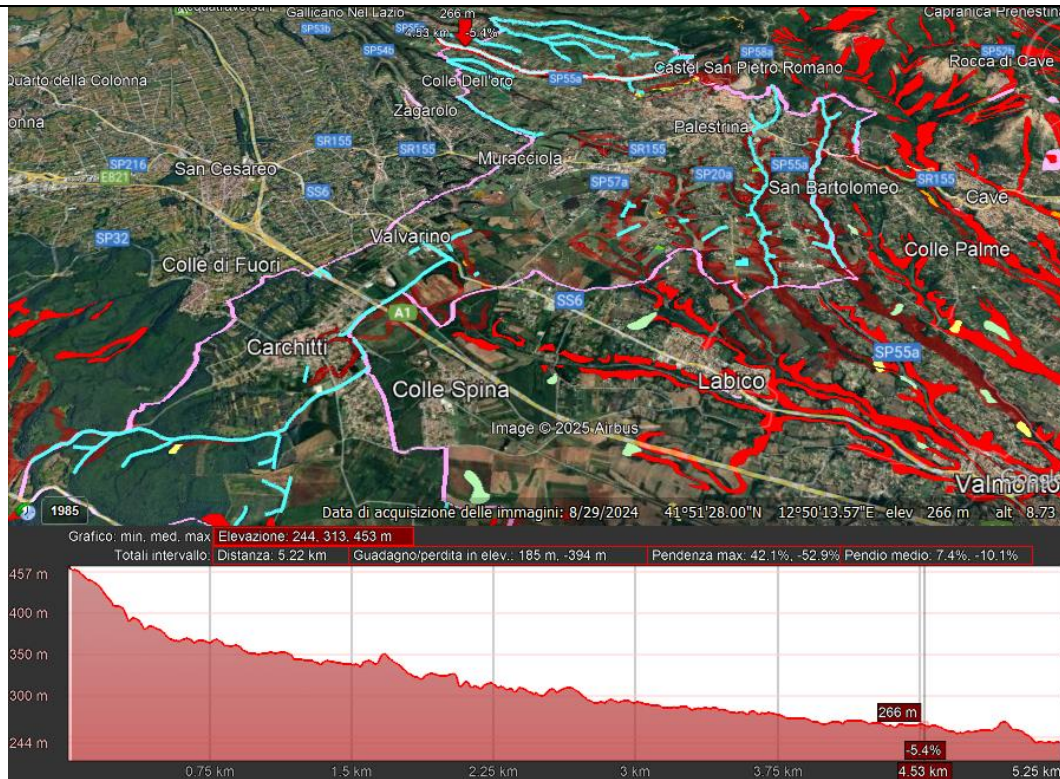 Gallicano Nel Lazio
266 m
Capranica Prenestina
SP53b
SP55a
4.53 km
-5.4%
SP54b
SP58a
SP52b
Rocca di Cave
Castel San Pietro Romano
Quarto della Colonna
Colle Dell'oro
SP55a
Zagarolo
Palestrina
SR155
SR155
SR155
Muracciola
SP216
E821
San Cesareo
SS6
SP57a
SP20a
SP55a
San Bartolomeo
SR155
Cave
SP32
Valvarino
Colle Palme
Colle di Fuori
SS6
A1
Carchitti
SP55a
Colle Spina
Labico
Image © 2025 Airbus
Valmonto
1985
Data di acquisizione delle immagini: 8/29/2024 41°51'28.00"N 12°50'13.57"E elev 266 m alt 8.73
Grafico: min, med. max Elevazione: 244, 313, 453 m
Totali intervallo: Distanza: 5.22 km Guadagno/perdita in elev.: 185 m, -394 m Pendenza max: 42.1%, -52.9% Pendio medio: 7.4%, -10.1%
457 m
400 m
350 m
300 m
266 m
244 m
-5.4%
0.75 km 1.5 km 2.25 km 3 km 3.75 km 4.53 km 5.25 km